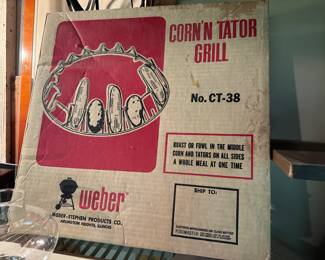 CORN'N TATOR
GRILL
No. CT-38
ROAST OR FOWL IN THE MIDDLE
CORN AND TATORS ON ALL SIDES
A WHOLE MEAL AT ONE TIME
weber
WEBER-STEPHEN PRODUCTS CO.
ARLINGTON HEIGHTS, ILLINOIS
SHIP TO: